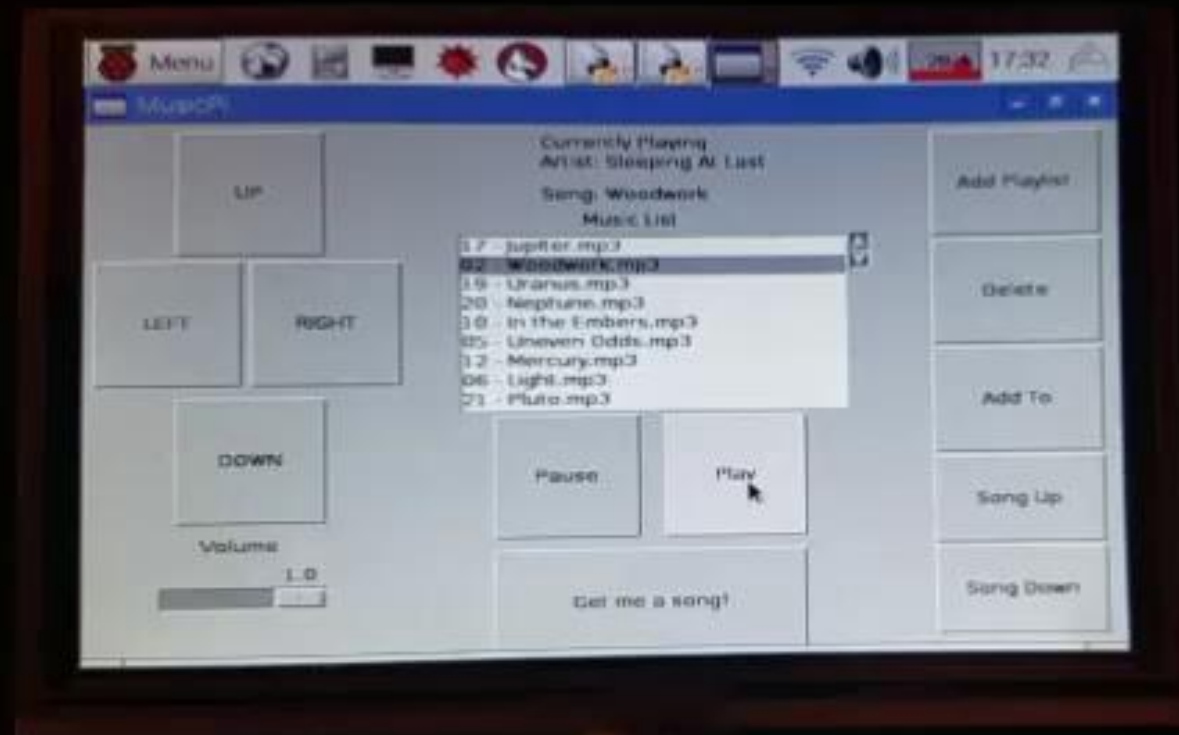 Menu
17:32
MusicPi
UP
LEFT
RIGHT
DOWN
Volume
1.0
Currently Playing
Artist: Sleeping At Last
Song: Woodwork
Music List
17 - Jupiter.mp3
02 - Woodwork.mp3
19 - Uranus.mp3
20 - Neptune.mp3
10 - In the Embers.mp3
05 - Uneven Odds.mp3
12 - Mercury.mp3
06 - Light.mp3
21 - Pluto.mp3
Pause
Play
Get me a song!
Add Playlist
Delete
Add To
Song Up
Song Down